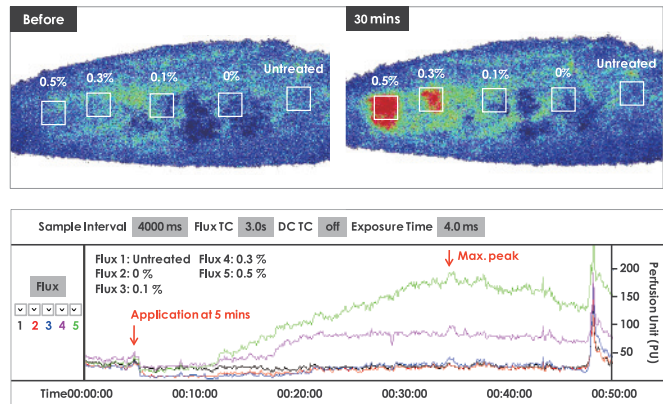 Before
0.5%
0.3%
0.1%
0%
Untreated
30 mins
0.5%
0.3%
0.1%
0%
Untreated
Sample Interval 4000 ms Flux TC 3.0s DC TC off Exposure Time 4.0 ms
Flux 1: Untreated Flux 4: 0.3 %
Flux 2: 0 % Flux 5: 0.5 %
Flux 3: 0.1 %
Max. peak
Application at 5 mins
Flux
1 2 3 4 5
200
150
100
50
Perfusion Unit (PU)
Time00:00:00 00:10:00 00:20:00 00:30:00 00:40:00 00:50:00